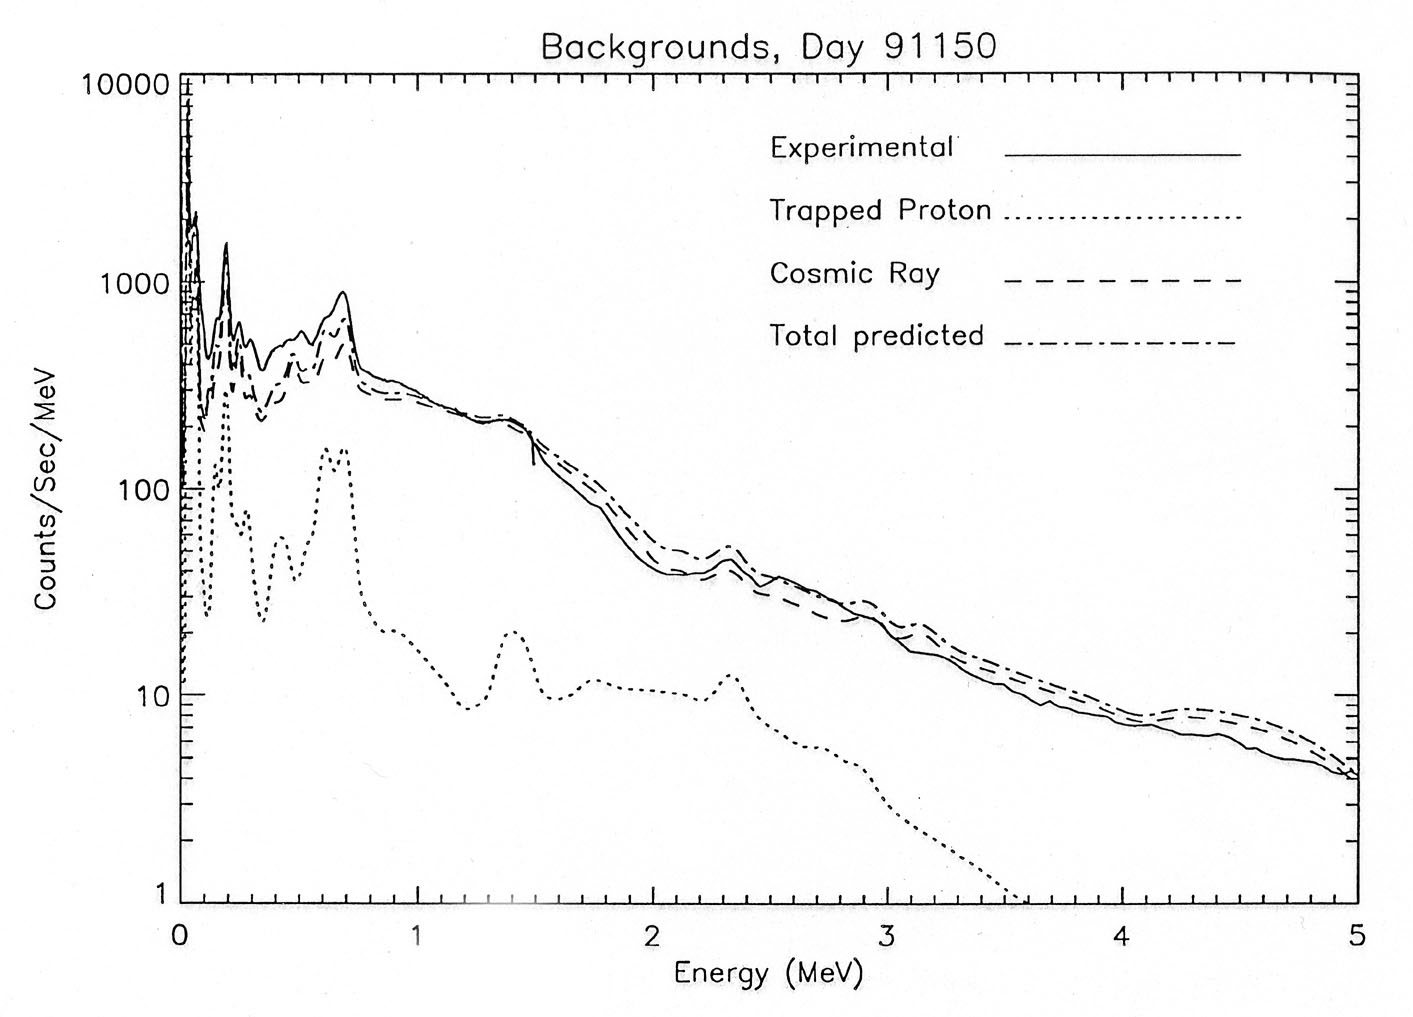 Backgrounds, Day 91150
10000
1000
100
10
1
Counts/Sec/MeV
Experimental
Trapped Proton
Cosmic Ray
Total predicted
0 1 2 3 4 5
Energy (MeV)